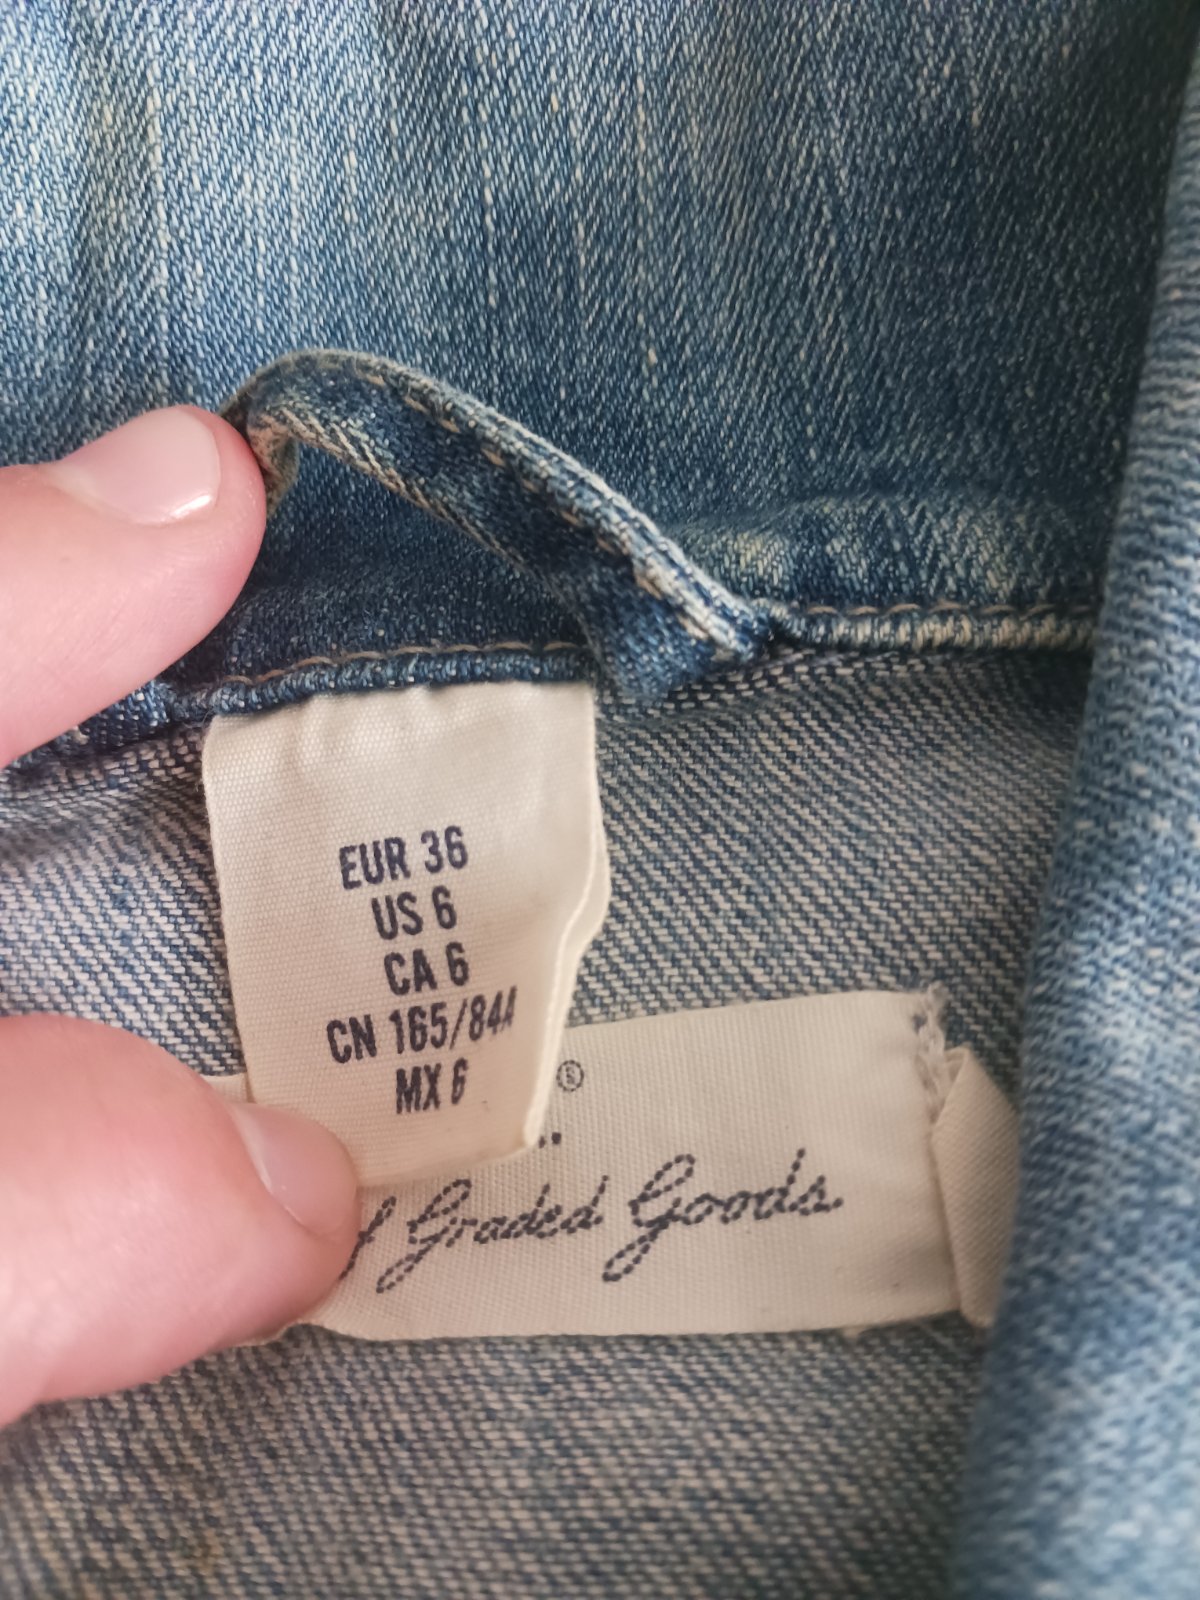 EUR 36
US 6
CA 6
CN 165/84A
MX 6
®
Graded Goods